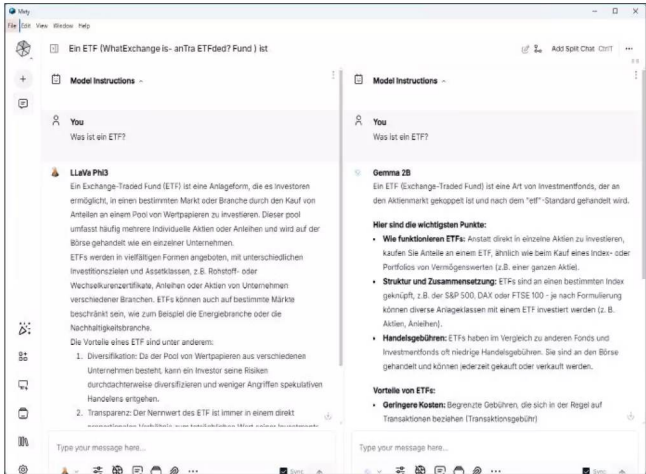 Msty
File Edit View Window Help
Ein ETF (WhatExchange is- anTra ETFded? Fund ) ist
Add Split Chat Ctrl T
Model Instructions
You
Was ist ein ETF?
LLaVa Phi3
Ein Exchange-Traded Fund (ETF) ist eine Anlageform, die es Investoren
ermöglicht, in einen bestimmten Markt oder Branche durch den Kauf von
Anteilen an einem Pool von Wertpapieren zu investieren. Dieser pool
umfasst häufig mehrere individuelle Aktien oder Anleihen und wird auf der
Börse gehandelt wie ein einzelner Unternehmen.
ETFs werden in vielfältigen Formen angeboten, mit unterschiedlichen
Investitionszielen und Assetklassen, z.B. Rohstoff- oder
Wechselkurenzertifikate, Anleihen oder Aktien von Unternehmen
verschiedener Branchen. ETFs können auch auf bestimmte Märkte
beschränkt sein, wie zum Beispiel die Energiebranche oder die
Nachhaltigkeitsbranche.
Die Vorteile eines ETF sind unter anderem:
1. Diversifikation: Da der Pool von Wertpapieren aus verschiedenen
Unternehmen besteht, kann ein Investor seine Risiken
durchdachterweise diversifizieren und weniger Angriffen spekulativen
Handelens entgehen.
2. Transparenz: Der Nennwert des ETF ist immer in einem direkt
Type your message here...
Sync
Model Instructions
You
Was ist ein ETF?
Gemma 2B
Ein ETF (Exchange-Traded Fund) ist eine Art von Investmentfonds, der an
den Aktienmarkt gekoppelt ist und nach dem "etf"-Standard gehandelt wird.
Hier sind die wichtigsten Punkte:
• Wie funktionieren ETFs: Anstatt direkt in einzelne Aktien zu investieren,
kaufen Sie Anteile an einem ETF, ähnlich wie beim Kauf eines Index- oder
Portfolios von Vermögenswerten (z.B. einer ganzen Aktie).
• Struktur und Zusammensetzung: ETFs sind an einen bestimmten Index
geknüpft, z.B. der S&P 500, DAX oder FTSE 100 - je nach Formulierung
können diverse Anlageklassen mit einem ETF investiert werden (z. B.
Aktien, Anleihen).
• Handelsgebühren: ETFs haben im Vergleich zu anderen Fonds und
Investmentfonds oft niedrige Handelsgebühren. Sie sind an den Börse
gehandelt und können jederzeit gekauft oder verkauft werden.
Vorteile von ETFs:
• Geringere Kosten: Begrenzte Gebühren, die sich in der Regel auf
Transaktionen beziehen (Transaktionsgebühr)
Type your message here...
Sync